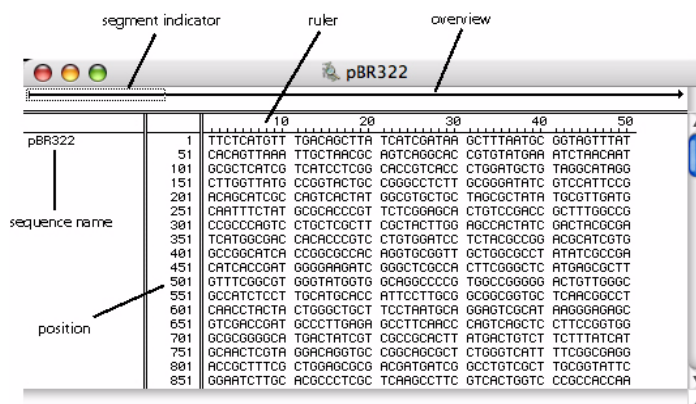 segment indicator ruler overview
pBR322
10 20 30 40 50
pBR322 1 TTCTCATGTT TGACAGCTTA TCATCGATAA GCTTTAATGC GGTAGTTTAT
51 CACAGTTAAA TTGCTAACGC AGTCAGGCAC CGTGTATGAA ATCTAACAAT
101 GCGCTCATCG TCATCCTCGG CACCGTCACC CTGGATGCTG TAGGCATAGG
151 CTTGGTTATG CCGGTACTGC CGGGCCTCTT GCGGGATATC GTCCATTCCG
201 ACAGCATCGC CAGTCACTAT GGCGTGCTGC TAGCGCTATA TGCGTTGATG
251 CAATTTCTAT GCGCACCCGT TCTCGGAGCA CTGTCCGACC GCTTTGGCCG
sequence name 301 CCGCCCAGTC CTGCTCGCTT CGCTACTTGG AGCCACTATC GACTACGCGA
351 TCATGGCGAC CACACCCGTC CTGTGGATCC TCTACGCCGG ACGCATCGTG
401 GCCGGCATCA CCGGCGCCAC AGGTGCGGTT GCTGGCGCCT ATATCGCCGA
451 CATCACCGAT GGGGAAGATC GGGCTCGCCA CTTCGGGCTC ATGAGCGCTT
501 GTTTCGGCGT GGGTATGGTG GCAGGCCCCG TGGCCGGGGG ACTGTTGGGC
551 GCCATCTCCT TGCATGCACC ATTCCTTGCG GCGGCGGTGC TCAACGGCCT
601 CAACCTACTA CTGGGCTGCT TCCTAATGCA GGAGTCGCAT AAGGGAGAGC
position 651 GTCGACCGAT GCCCTTGAGA GCCTTCAACC CAGTCAGCTC CTTCCGGTGG
701 GCGCGGGGCA TGACTATCGT CGCCGCACTT ATGACTGTCT TCTTTATCAT
751 GCAACTCGTA GGACAGGTGC CGGCAGCGCT CTGGGTCATT TTCGGCGAGG
801 ACCGCTTTCG CTGGAGCGCG ACGATGATCG GCCTGTCGCT TGCGGTATTC
851 GGAATCTTGC ACGCCCTCGC TCAAGCCTTC GTCACTGGTC CCGCCACCAA